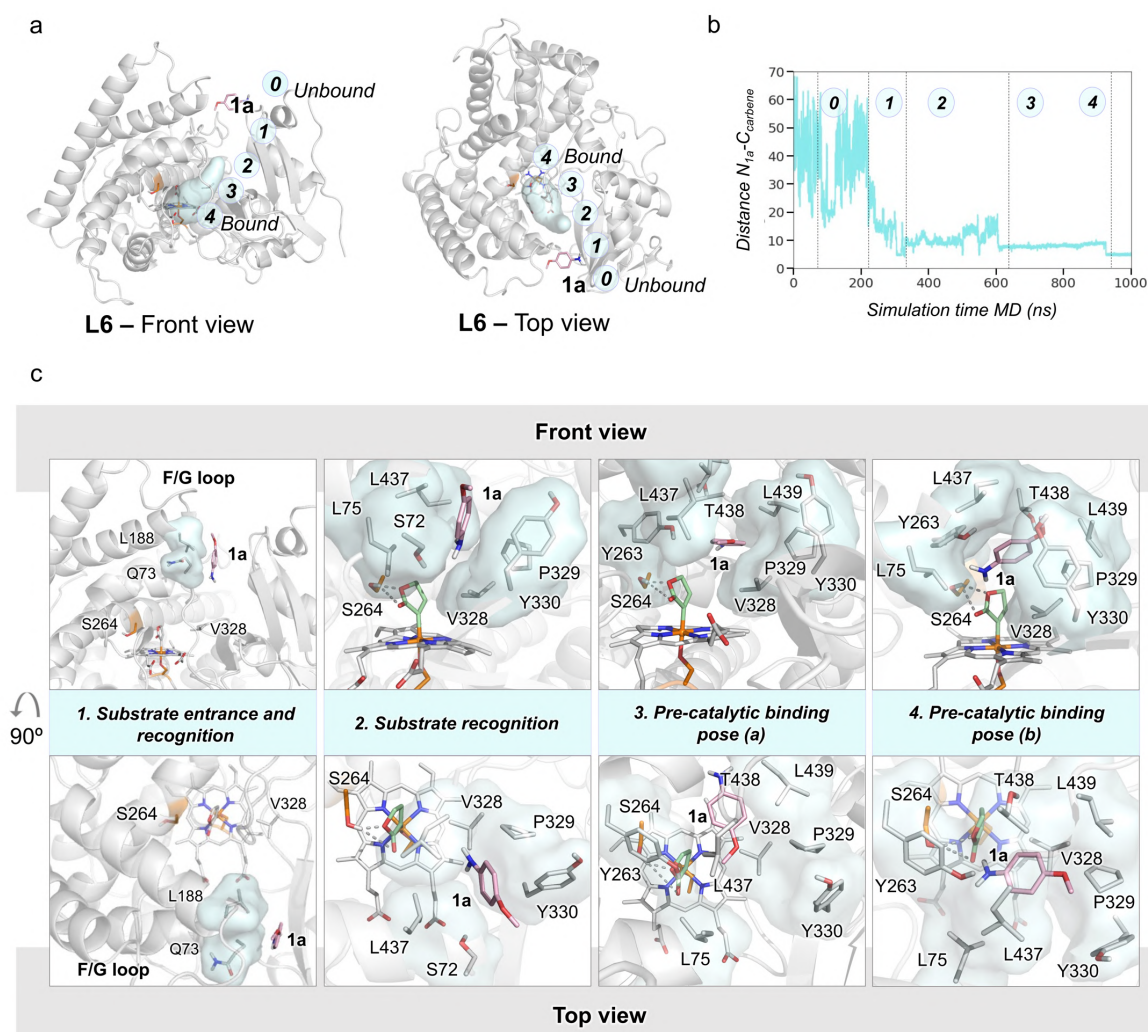 a
0 Unbound
1a
1
2
3
4 Bound
L6 – Front view
4 Bound
3
2
1
1a 0 Unbound
L6 – Top view
b
70
60
50
40
30
20
10
0
Distance N1a-Ccarbene
0 1 2 3 4
0 200 400 600 800 1000
Simulation time MD (ns)
c
Front view
F/G loop
L188
1a
Q73
S264
V328
L437
1a
L75
S72
P329
S264
V328
Y330
L437
T438
L439
Y263
1a
P329
S264
V328
Y330
L437
T438
Y263
L439
L75
1a
P329
S264
V328
Y330
90º
1. Substrate entrance and
recognition
2. Substrate recognition
3. Pre-catalytic binding
pose (a)
4. Pre-catalytic binding
pose (b)
S264
V328
L188
Q73
1a
F/G loop
S264
V328
P329
1a
Y330
L437
S72
T438
L439
S264
1a
V328
P329
Y263
L437
Y330
L75
T438
L439
S264
1a
V328
Y263
P329
L75
L437
Y330
Top view